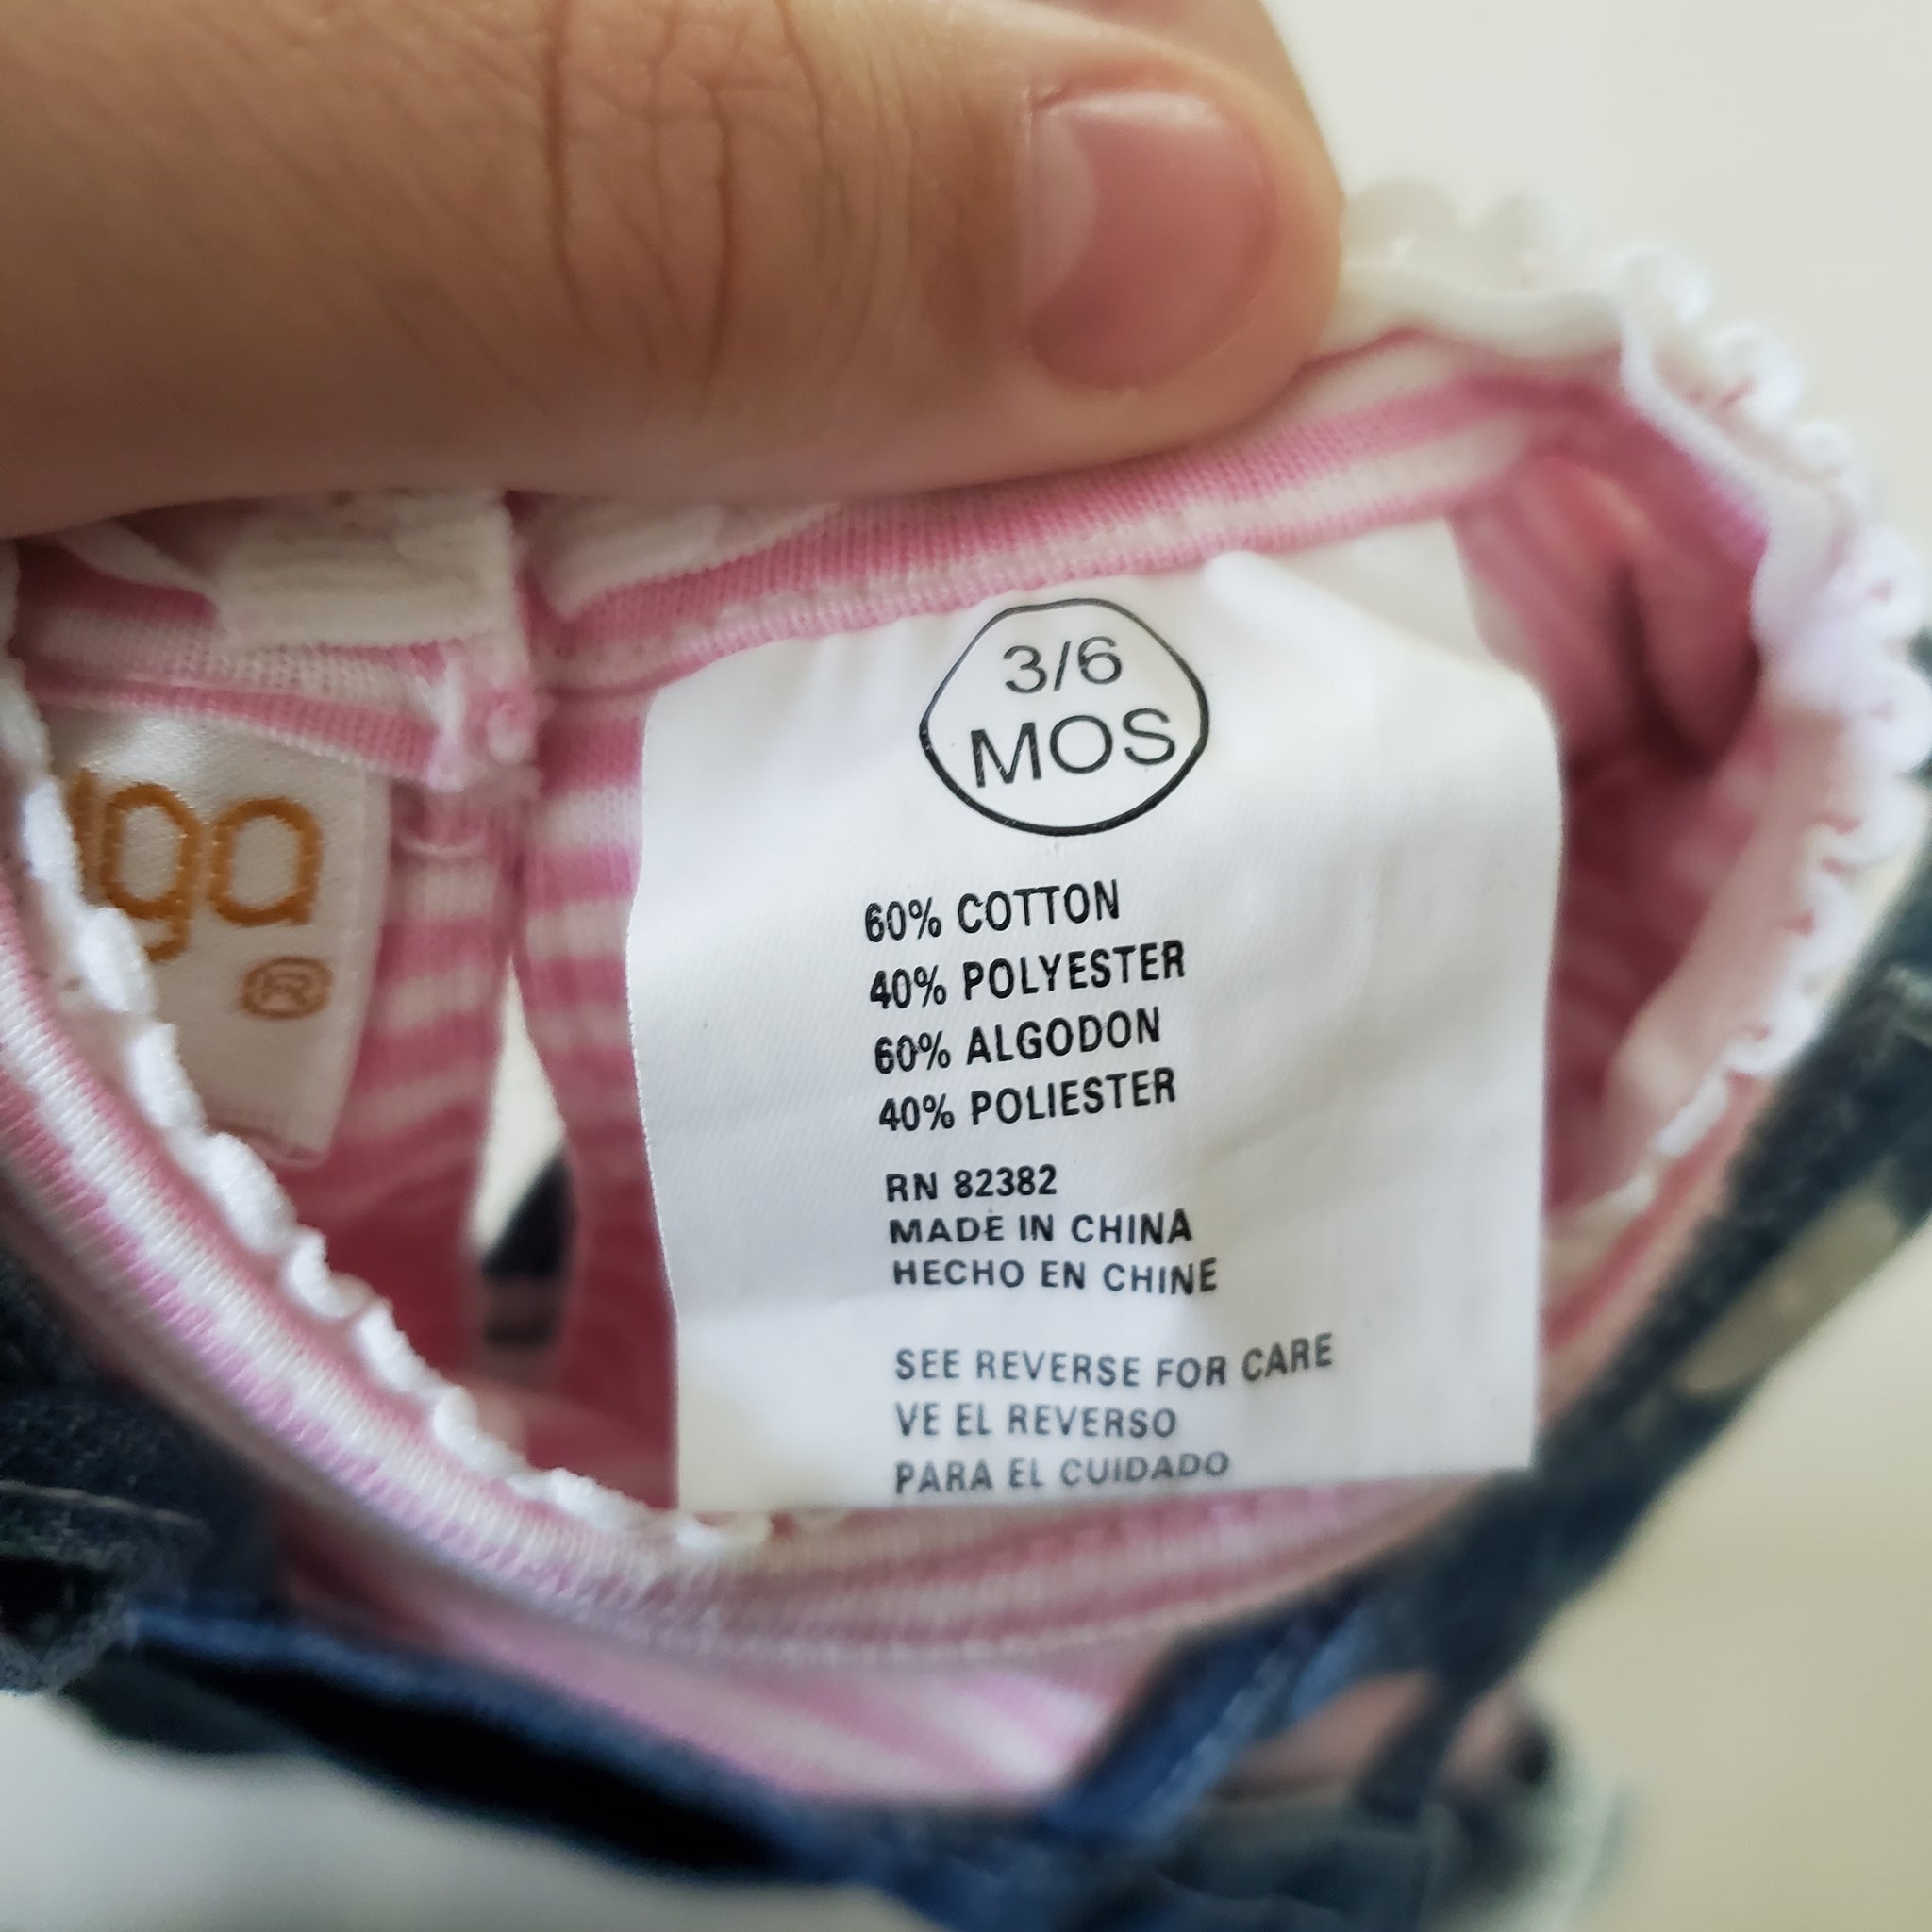 3/6
MOS
60% COTTON
40% POLYESTER
60% ALGODON
40% POLIESTER
RN 82382
MADE IN CHINA
HECHO EN CHINE
SEE REVERSE FOR CARE
VE EL REVERSO
PARA EL CUIDADO
®